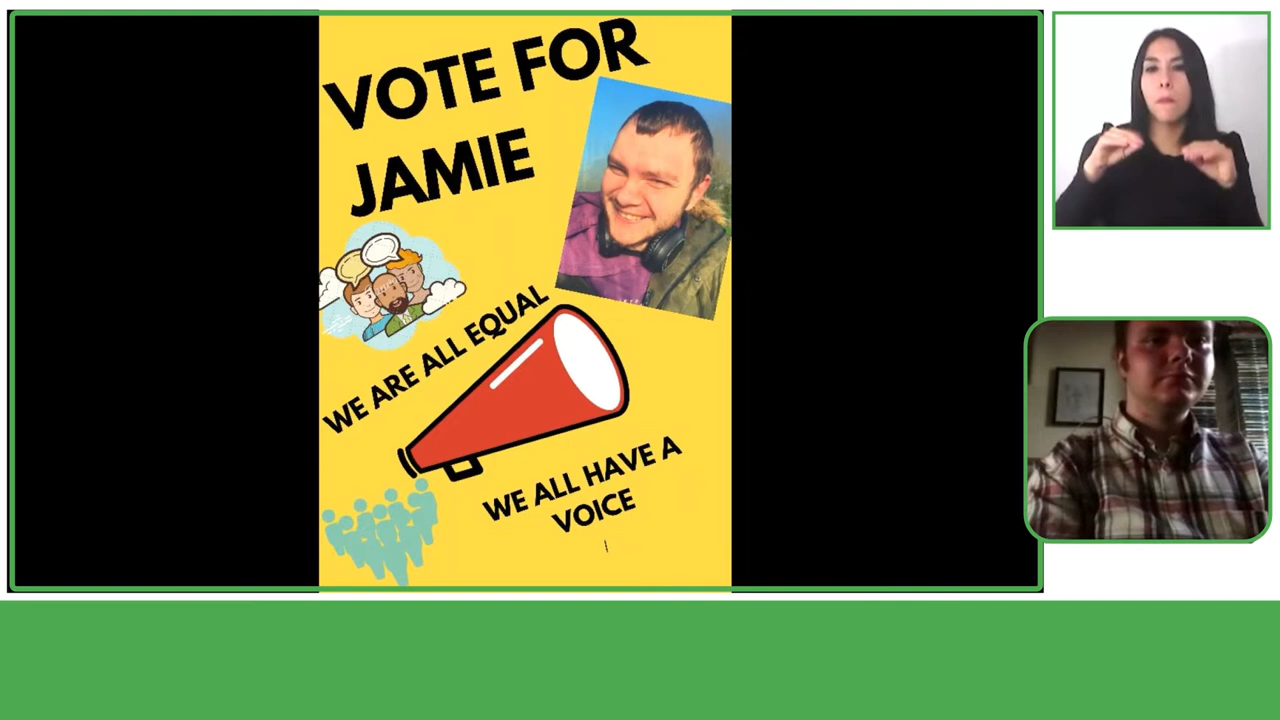 VOTE FOR
JAMIE
WE ARE ALL EQUAL
WE ALL HAVE A
VOICE